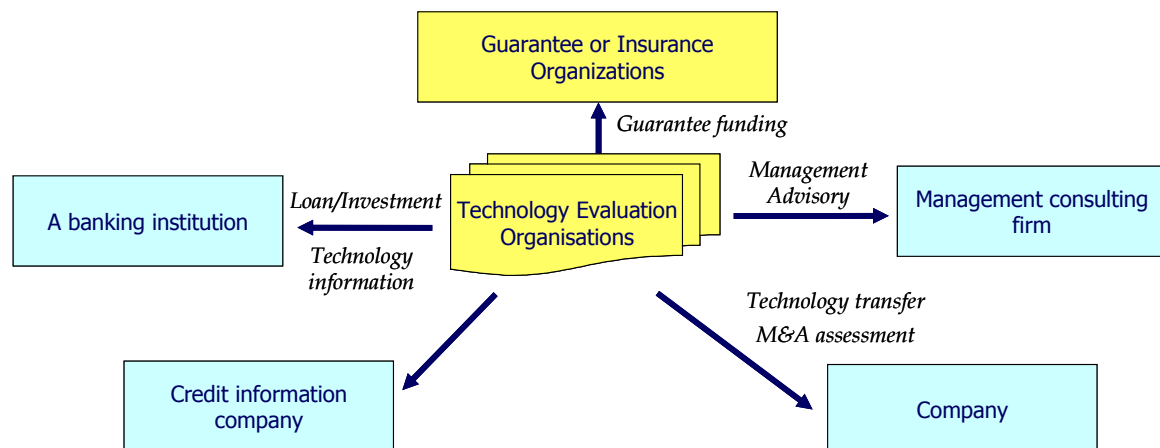 Guarantee or Insurance
Organizations
Guarantee funding
Management
Advisory
Loan/Investment
A banking institution
Technology Evaluation
Organisations
Management consulting
firm
Technology
information
Technology transfer
M&A assessment
Credit information
company
Company